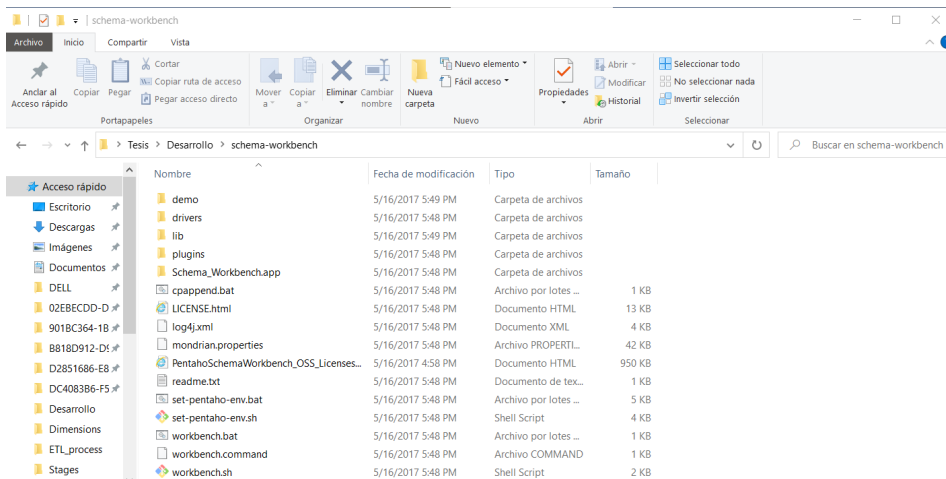 schema-workbench
Archivo Inicio Compartir Vista
Anclar al Acceso rápido
Copiar
Pegar
Cortar
Copiar ruta de acceso
Pegar acceso directo
Portapapeles
Mover a
Copiar a
Eliminar
Cambiar nombre
Organizar
Nueva carpeta
Nuevo elemento
Fácil acceso
Nuevo
Propiedades
Abrir
Modificar
Historial
Abrir
Seleccionar todo
No seleccionar nada
Invertir selección
Seleccionar
Tesis > Desarrollo > schema-workbench
Buscar en schema-workbench
Acceso rápido
Escritorio
Descargas
Imágenes
Documentos
DELL
02EBECDD-D
901BC364-1B
B818D912-D9
D2851686-E8
DC4083B6-F5
Desarrollo
Dimensions
ETL_process
Stages
Nombre Fecha de modificación Tipo Tamaño
demo 5/16/2017 5:49 PM Carpeta de archivos
drivers 5/16/2017 5:48 PM Carpeta de archivos
lib 5/16/2017 5:49 PM Carpeta de archivos
plugins 5/16/2017 5:48 PM Carpeta de archivos
Schema_Workbench.app 5/16/2017 5:48 PM Carpeta de archivos
cpappend.bat 5/16/2017 5:48 PM Archivo por lotes ... 1 KB
LICENSE.html 5/16/2017 5:48 PM Documento HTML 13 KB
log4j.xml 5/16/2017 5:48 PM Documento XML 4 KB
mondrian.properties 5/16/2017 5:48 PM Archivo PROPERTI... 42 KB
PentahoSchemaWorkbench_OSS_Licenses... 5/16/2017 4:58 PM Documento HTML 950 KB
readme.txt 5/16/2017 5:48 PM Documento de tex... 1 KB
set-pentaho-env.bat 5/16/2017 5:48 PM Archivo por lotes ... 5 KB
set-pentaho-env.sh 5/16/2017 5:48 PM Shell Script 4 KB
workbench.bat 5/16/2017 5:48 PM Archivo por lotes ... 1 KB
workbench.command 5/16/2017 5:48 PM Archivo COMMAND 1 KB
workbench.sh 5/16/2017 5:48 PM Shell Script 2 KB